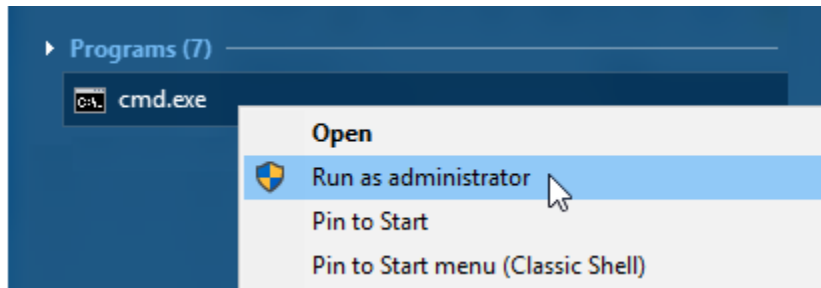 Programs (7)
C:\.
cmd.exe
Open
Run as administrator
Pin to Start
Pin to Start menu (Classic Shell)